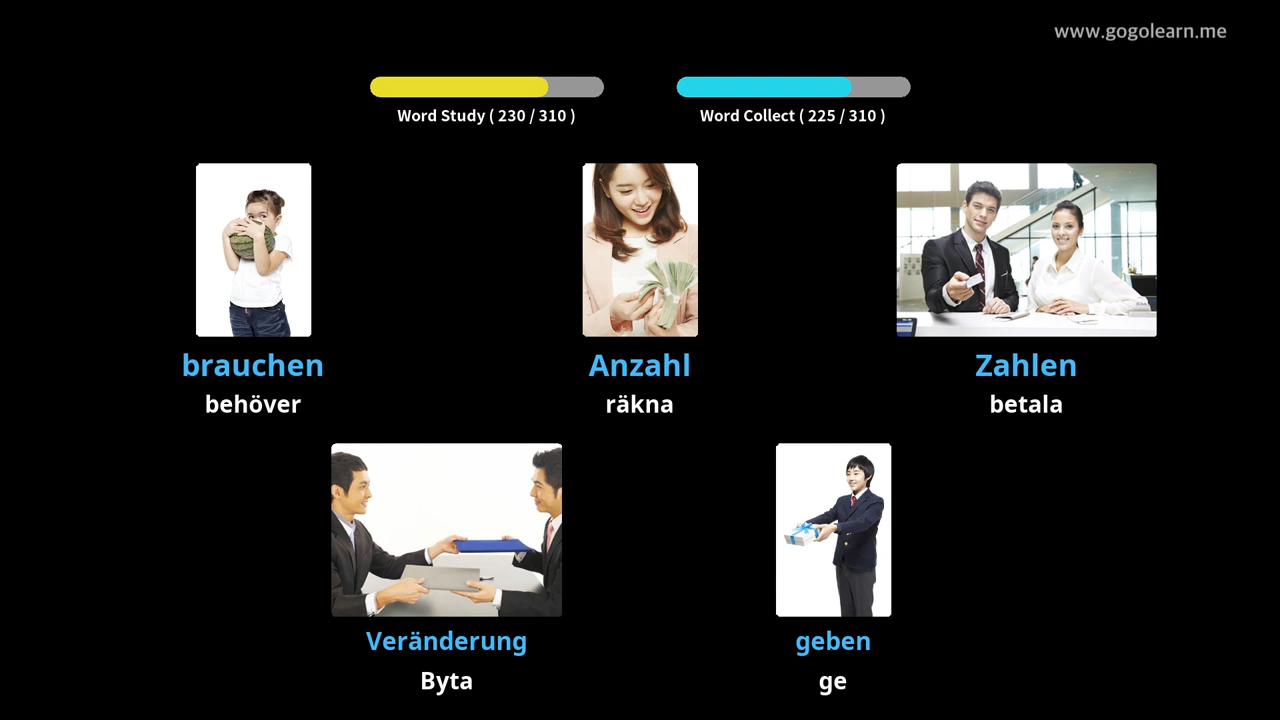 www.gogolearn.me
Word Study ( 230 / 310 )
Word Collect ( 225 / 310 )
brauchen
behöver
Anzahl
räkna
Zahlen
betala
Veränderung
Byta
geben
ge